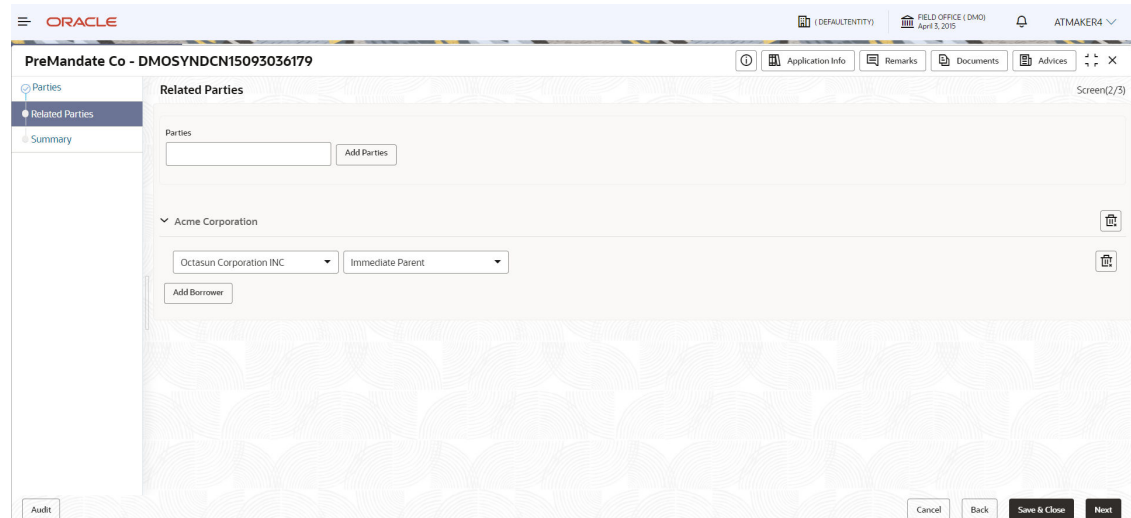 ORACLE
( DEFAULTENTITY)
FIELD OFFICE ( DMO)
April 3, 2015
ATMAKER4
PreMandate Co - DMOSYNDCN15093036179
Application Info
Remarks
Documents
Advices
Parties
Related Parties
Summary
Related Parties
Screen(2/3)
Parties
Add Parties
Acme Corporation
Octasun Corporation INC
Immediate Parent
Add Borrower
Audit
Cancel
Back
Save & Close
Next